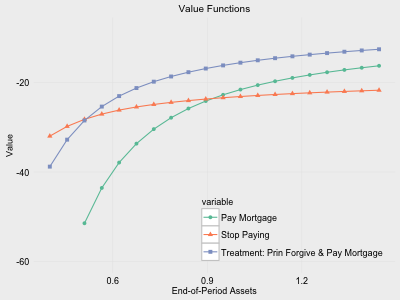 Value Functions
Value
-20
-40
-60
0.6
0.9
1.2
End-of-Period Assets
variable
Pay Mortgage
Stop Paying
Treatment: Prin Forgive & Pay Mortgage